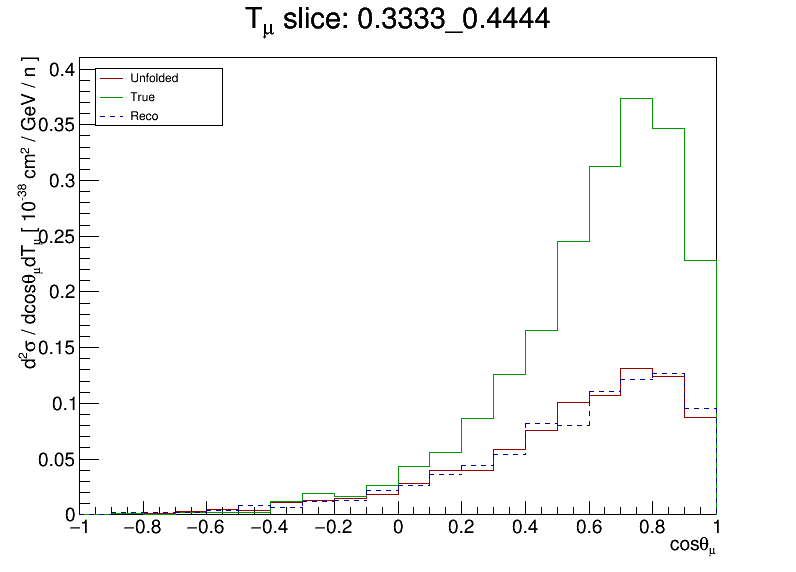 Tμ slice: 0.3333_0.4444
d²σ / dcosθμdTμ [ 10⁻³⁸ cm² / GeV / n ]
Unfolded
True
Reco
0.4
0.35
0.3
0.25
0.2
0.15
0.1
0.05
0
−1 −0.8 −0.6 −0.4 −0.2 0 0.2 0.4 0.6 0.8 1
cosθμ